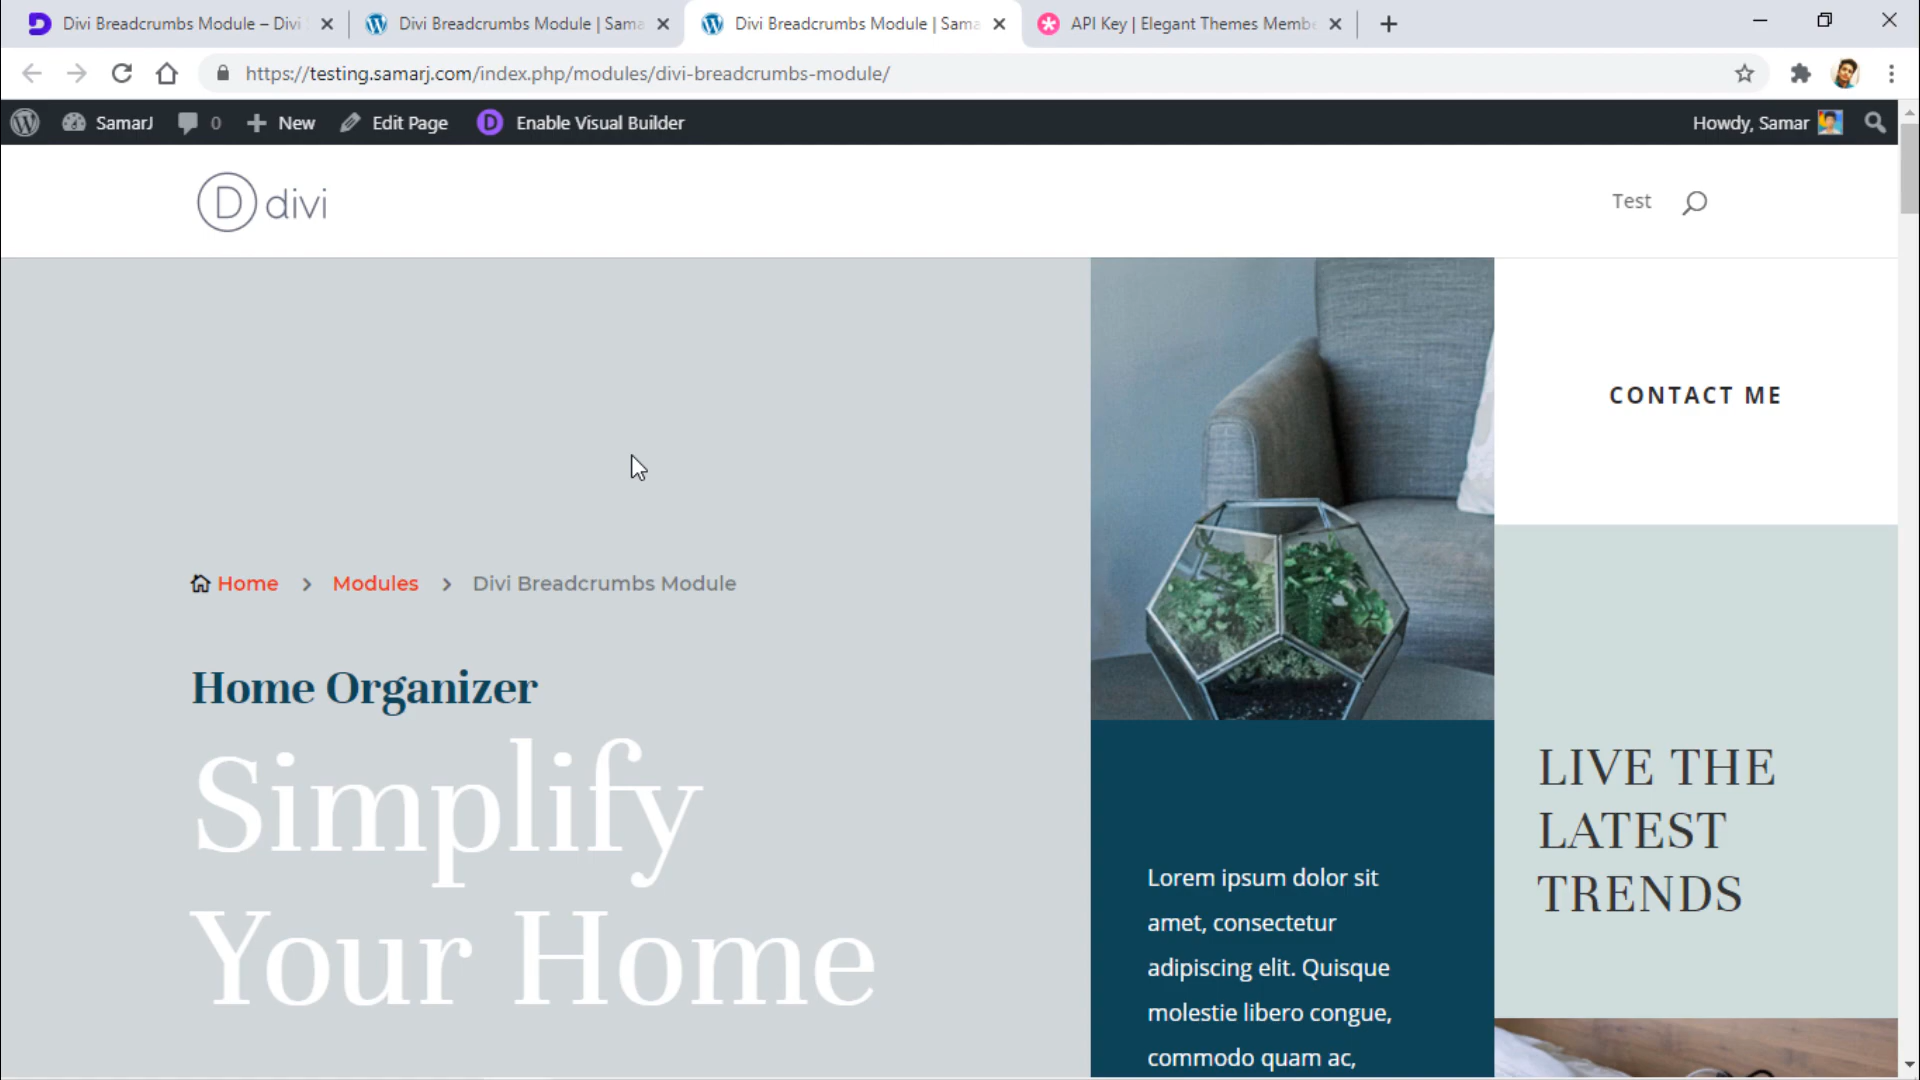 Divi Breadcrumbs Module – Divi
Divi Breadcrumbs Module | Sama
Divi Breadcrumbs Module | Sama
API Key | Elegant Themes Membe
https://testing.samarj.com/index.php/modules/divi-breadcrumbs-module/
SamarJ
0
New
Edit Page
D
Enable Visual Builder
Howdy, Samar
D divi
Test
CONTACT ME
Home
Modules
Divi Breadcrumbs Module
Home Organizer
Simplify
Your Home
Lorem ipsum dolor sit
amet, consectetur
adipiscing elit. Quisque
molestie libero congue,
commodo quam ac,
LIVE THE
LATEST
TRENDS